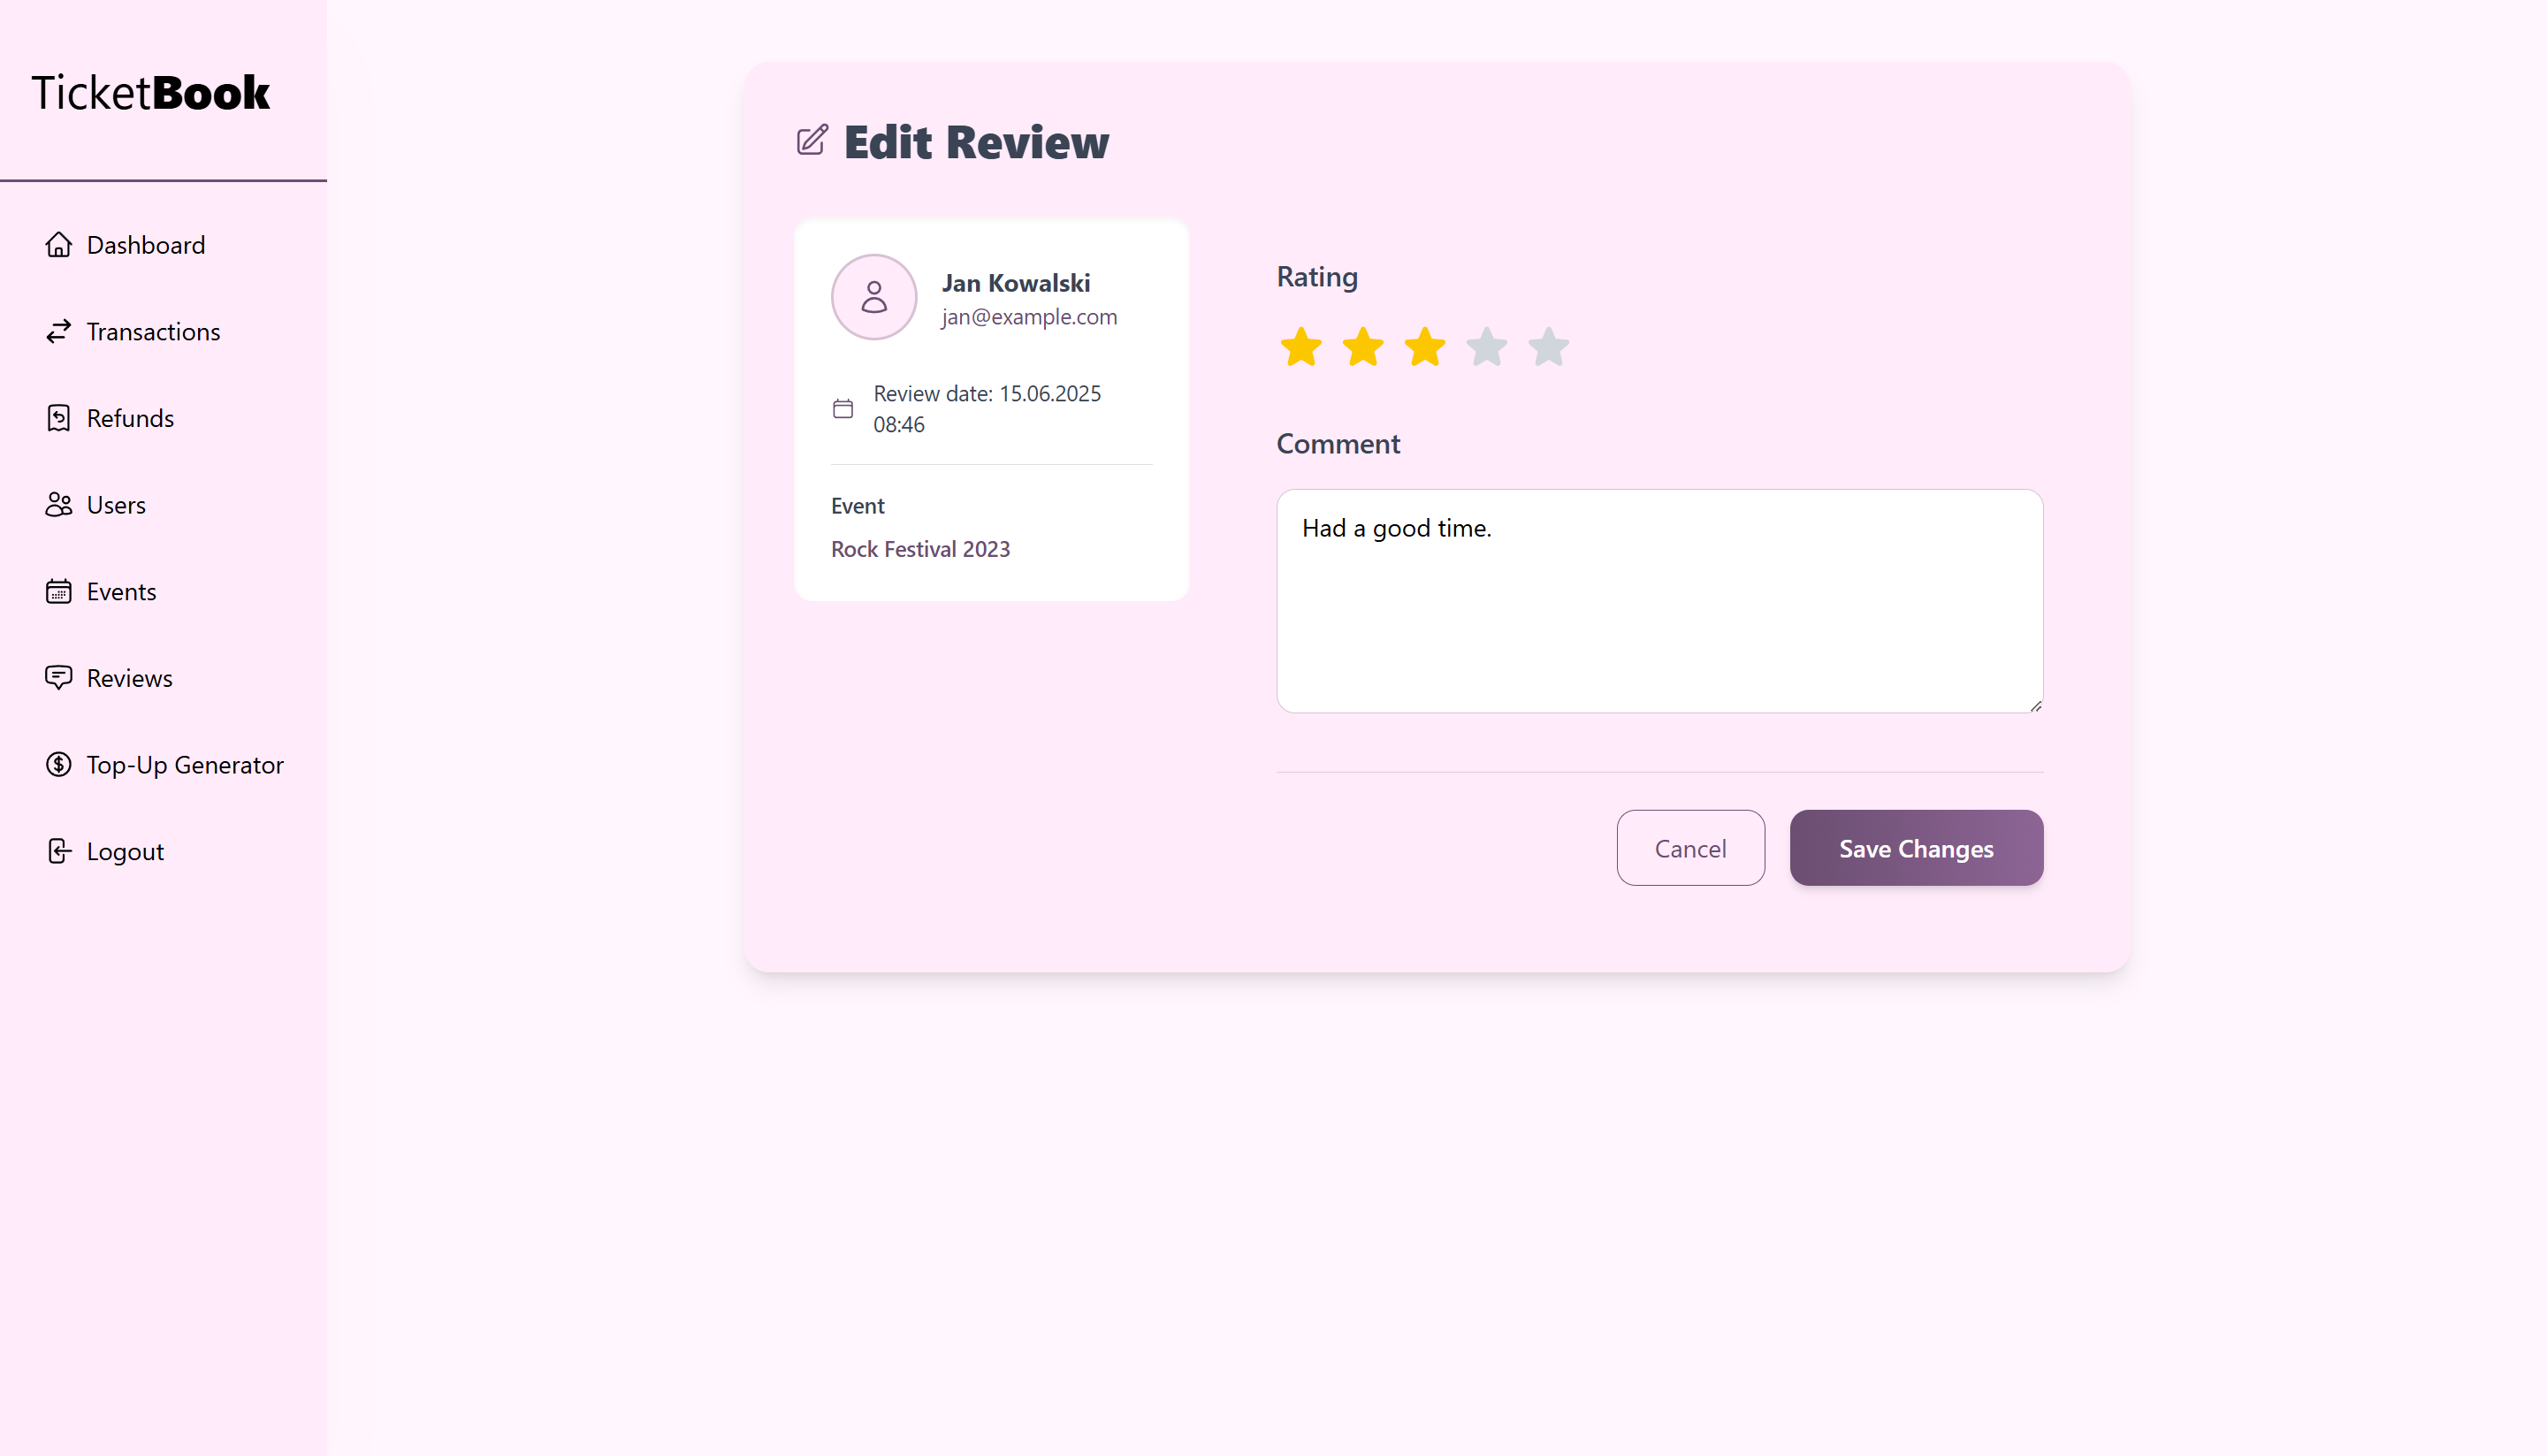 TicketBook
Dashboard
Transactions
Refunds
Users
Events
Reviews
Top-Up Generator
Logout
Edit Review
Jan Kowalski
jan@example.com
Review date: 15.06.2025
08:46
Event
Rock Festival 2023
Rating
Comment
Had a good time.
Cancel
Save Changes